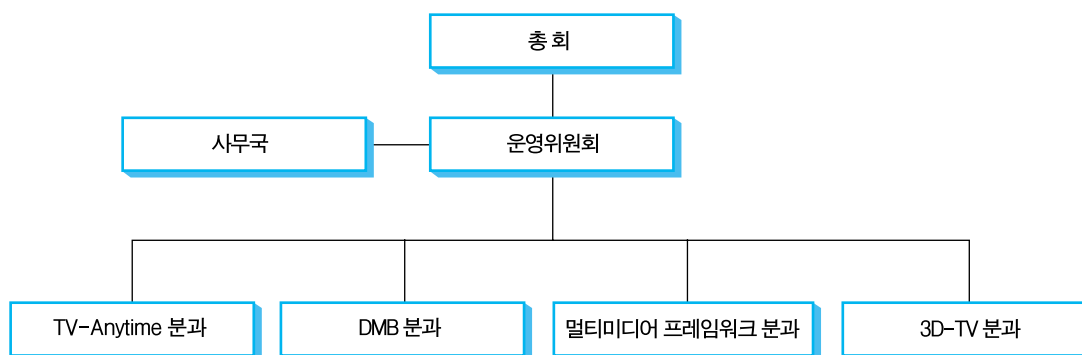 총 회
사무국
운영위원회
TV-Anytime 분과
DMB 분과
멀티미디어 프레임워크 분과
3D-TV 분과